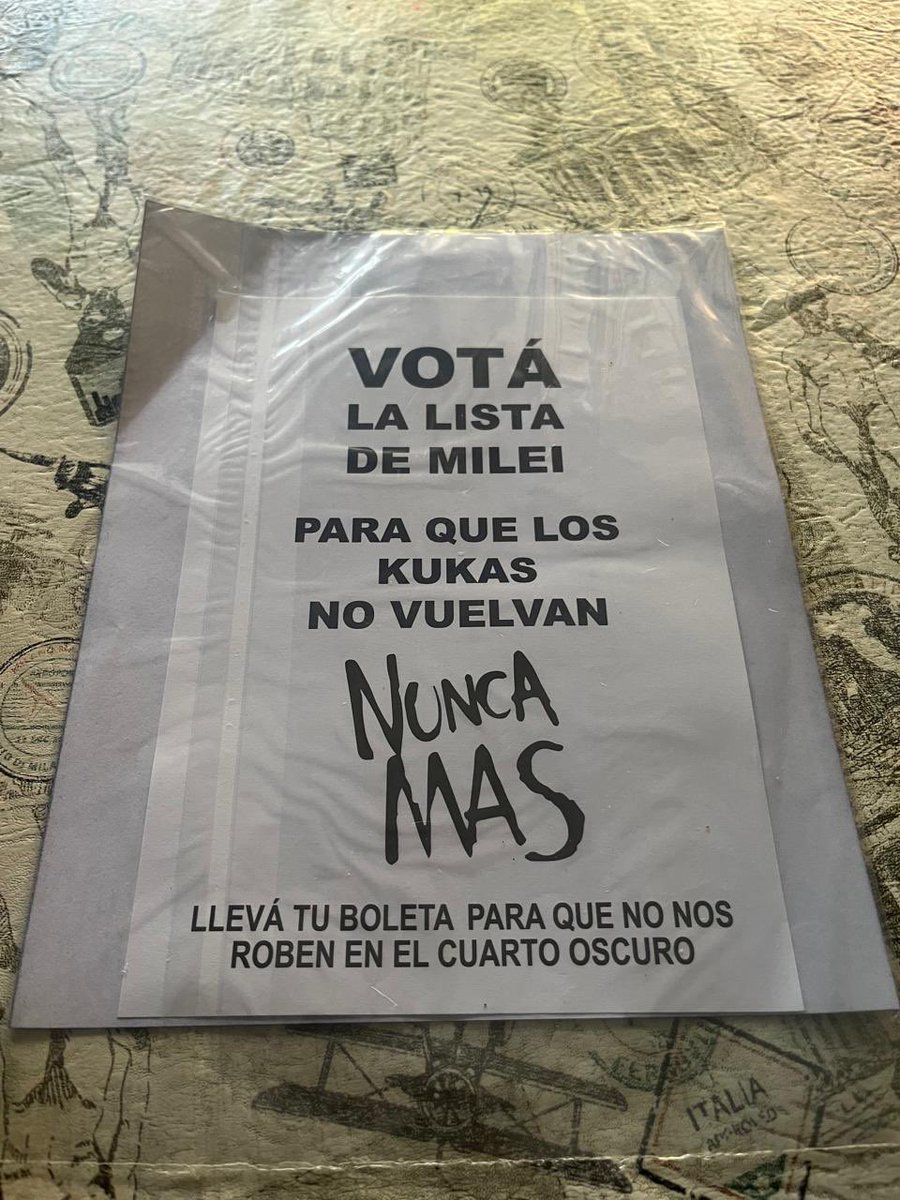 VOTÁ
LA LISTA
DE MILEI
PARA QUE LOS
KUKAS
NO VUELVAN
NUNCA
MAS
LLEVÁ TU BOLETA PARA QUE NO NOS
ROBEN EN EL CUARTO OSCURO
ITALIA